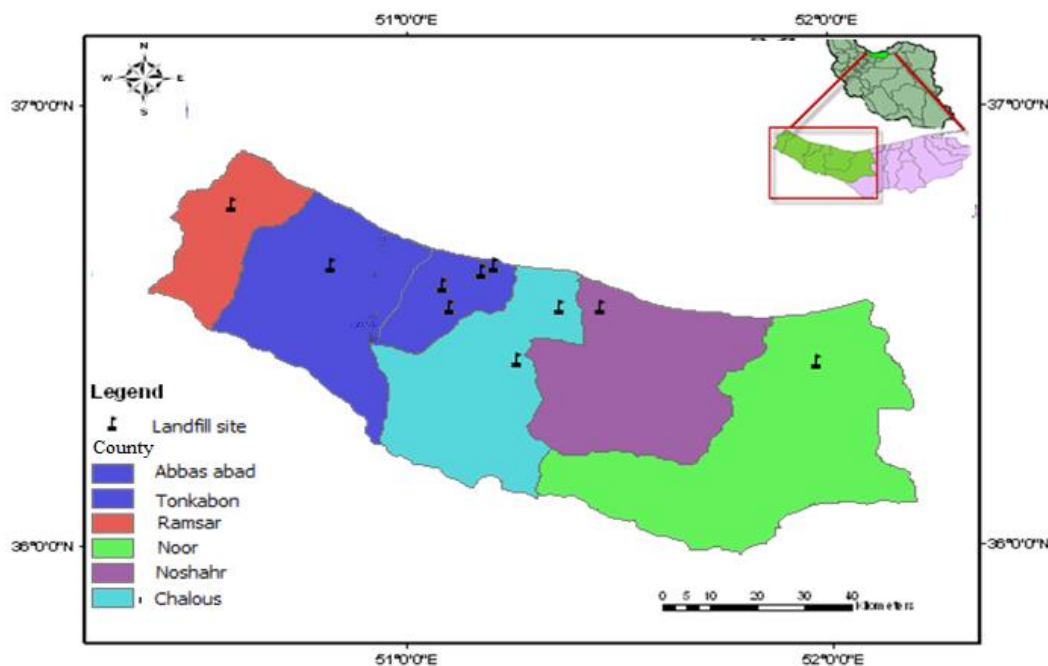 51°0'0"E
52°0'0"E
N
W E
S
37°0'0"N
37°0'0"N
Legend
Landfill site
County
Abbas abad
Tonkabon
Ramsar
Noor
Noshahr
Chalous
36°0'0"N
36°0'0"N
0 5 10 20 30 40
Kilometers
51°0'0"E
52°0'0"E